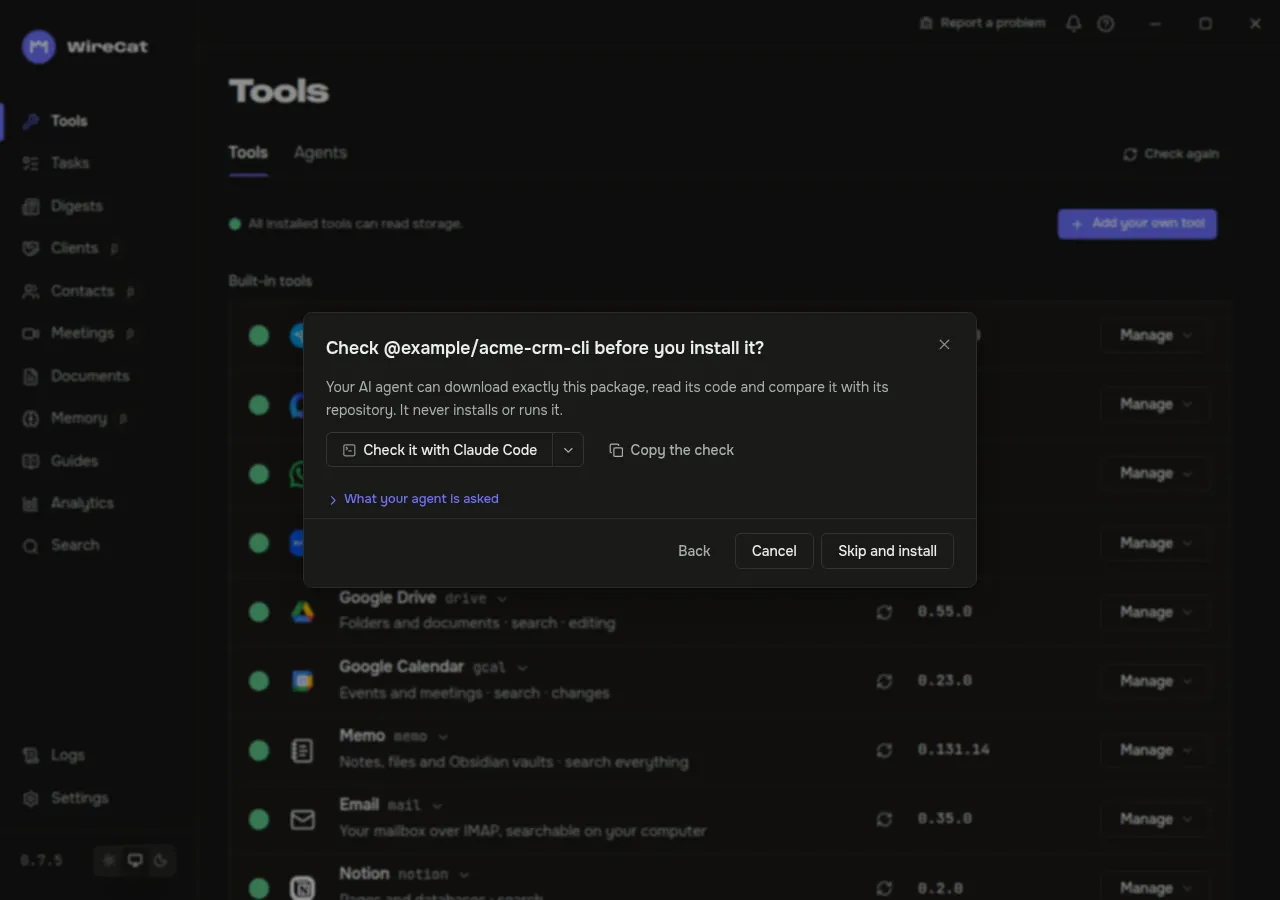 WireCat
Report a problem
Tools
Tools
Tasks
Digests
Clients β
Contacts β
Meetings β
Documents
Memory β
Guides
Analytics
Search
Logs
Settings
0.7.5
Tools Agents
Check again
All installed tools can read storage.
+ Add your own tool
Built-in tools
Manage
Manage
Manage
Manage
Check @example/acme-crm-cli before you install it?
Your AI agent can download exactly this package, read its code and compare it with its
repository. It never installs or runs it.
Check it with Claude Code
Copy the check
What your agent is asked
Back Cancel Skip and install
Google Drive drive
Folders and documents · search · editing
0.55.0
Manage
Google Calendar gcal
Events and meetings · search · changes
0.23.0
Manage
Memo memo
Notes, files and Obsidian vaults · search everything
0.131.14
Manage
Email mail
Your mailbox over IMAP, searchable on your computer
0.35.0
Manage
Notion notion
Pages and databases · search
0.2.0
Manage